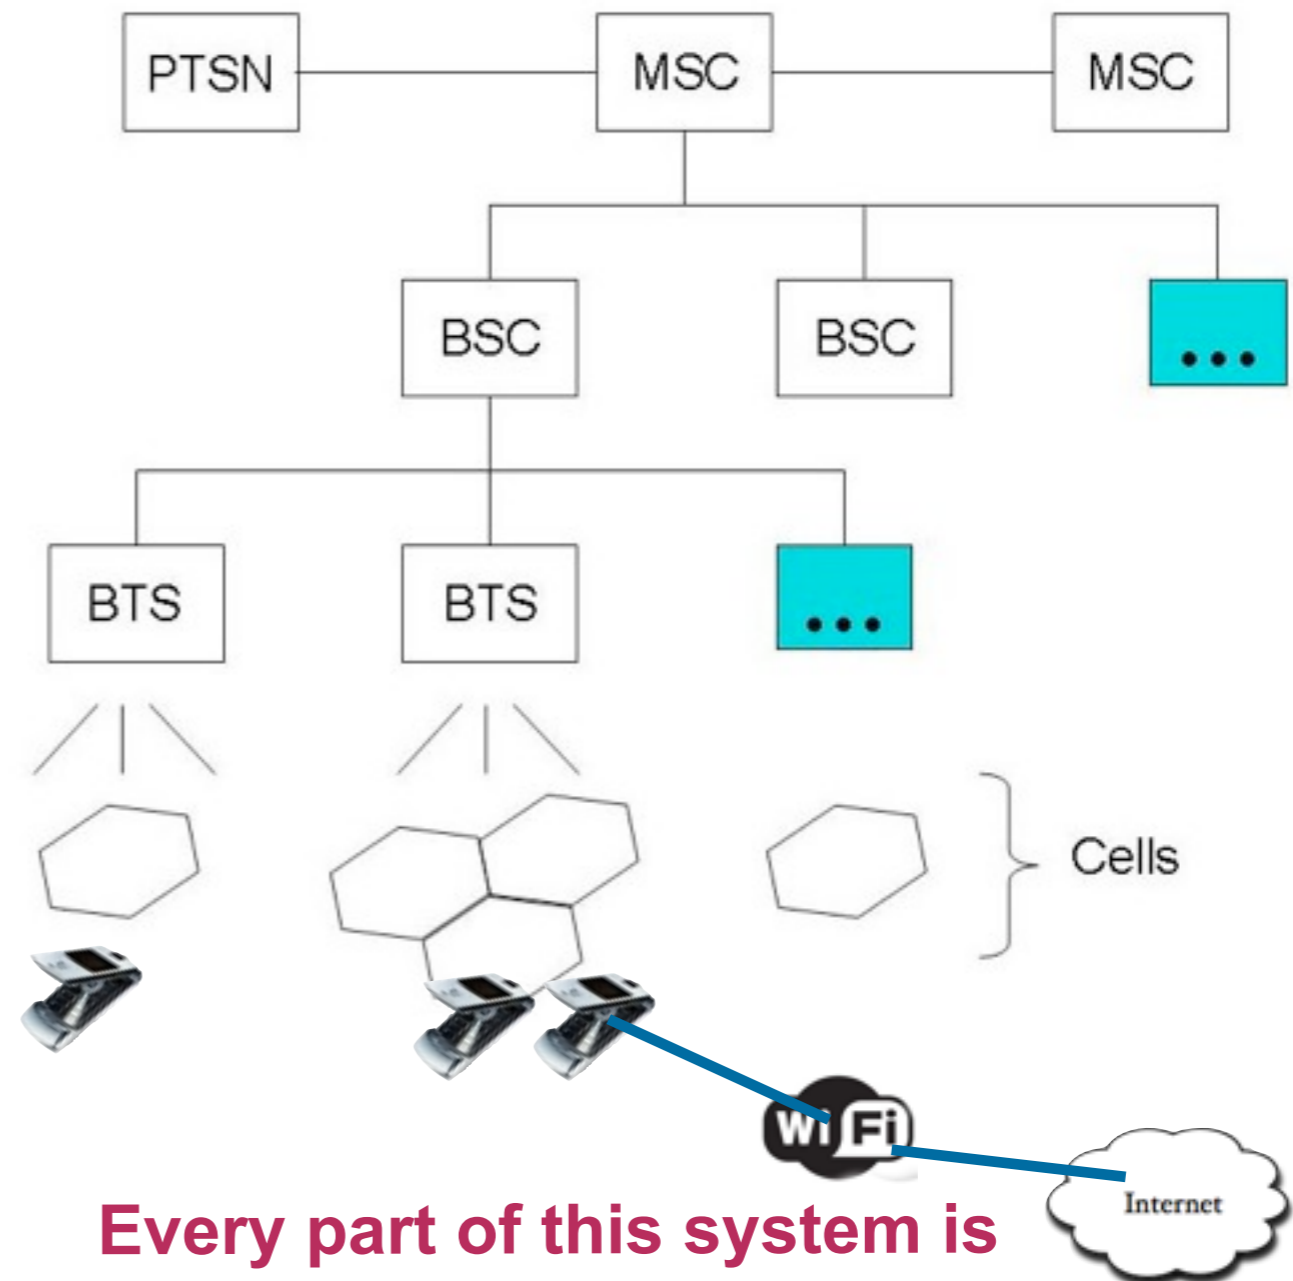 PTSN MSC MSC
BSC BSC ...
BTS BTS ...
Cells
Wi Fi
Internet
Every part of this system is